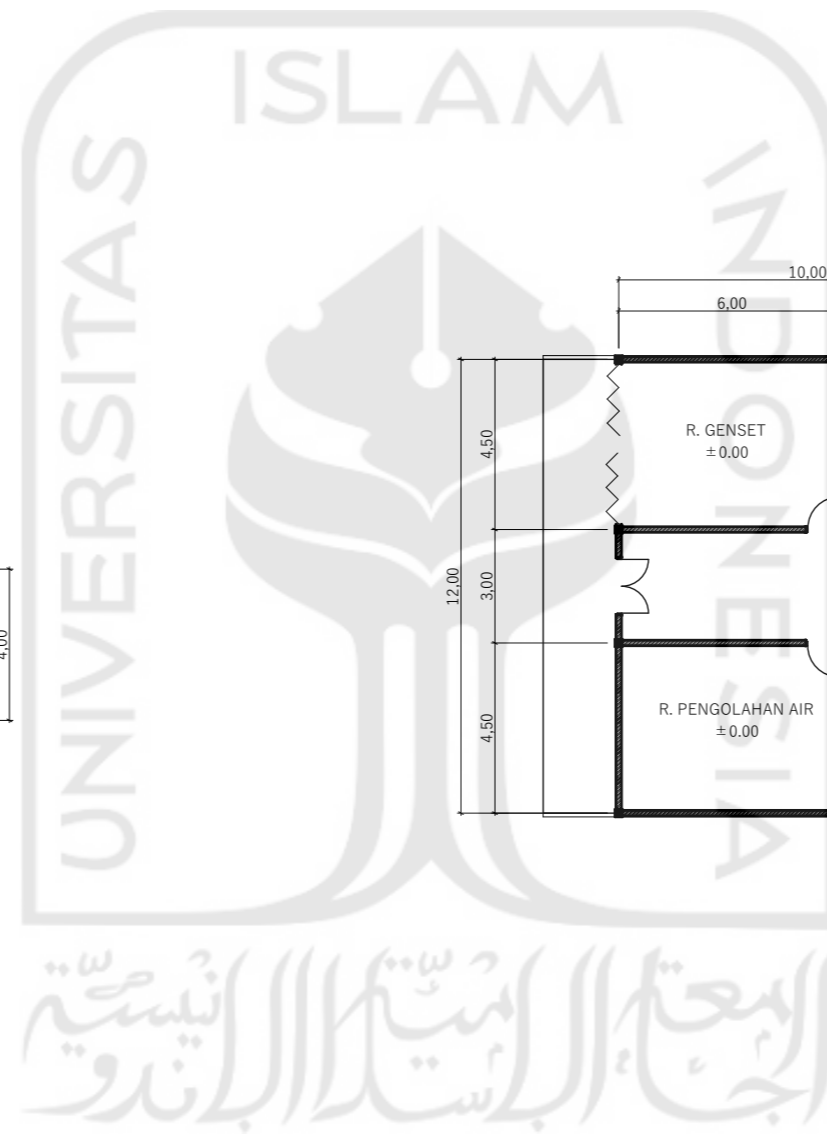 ISLAM
UNIVERSITAS
INDONESIA
10,00
6,00
4,50
R. GENSET
±0.00
12,00
3,00
4,00
4,50
R. PENGOLAHAN AIR
±0.00